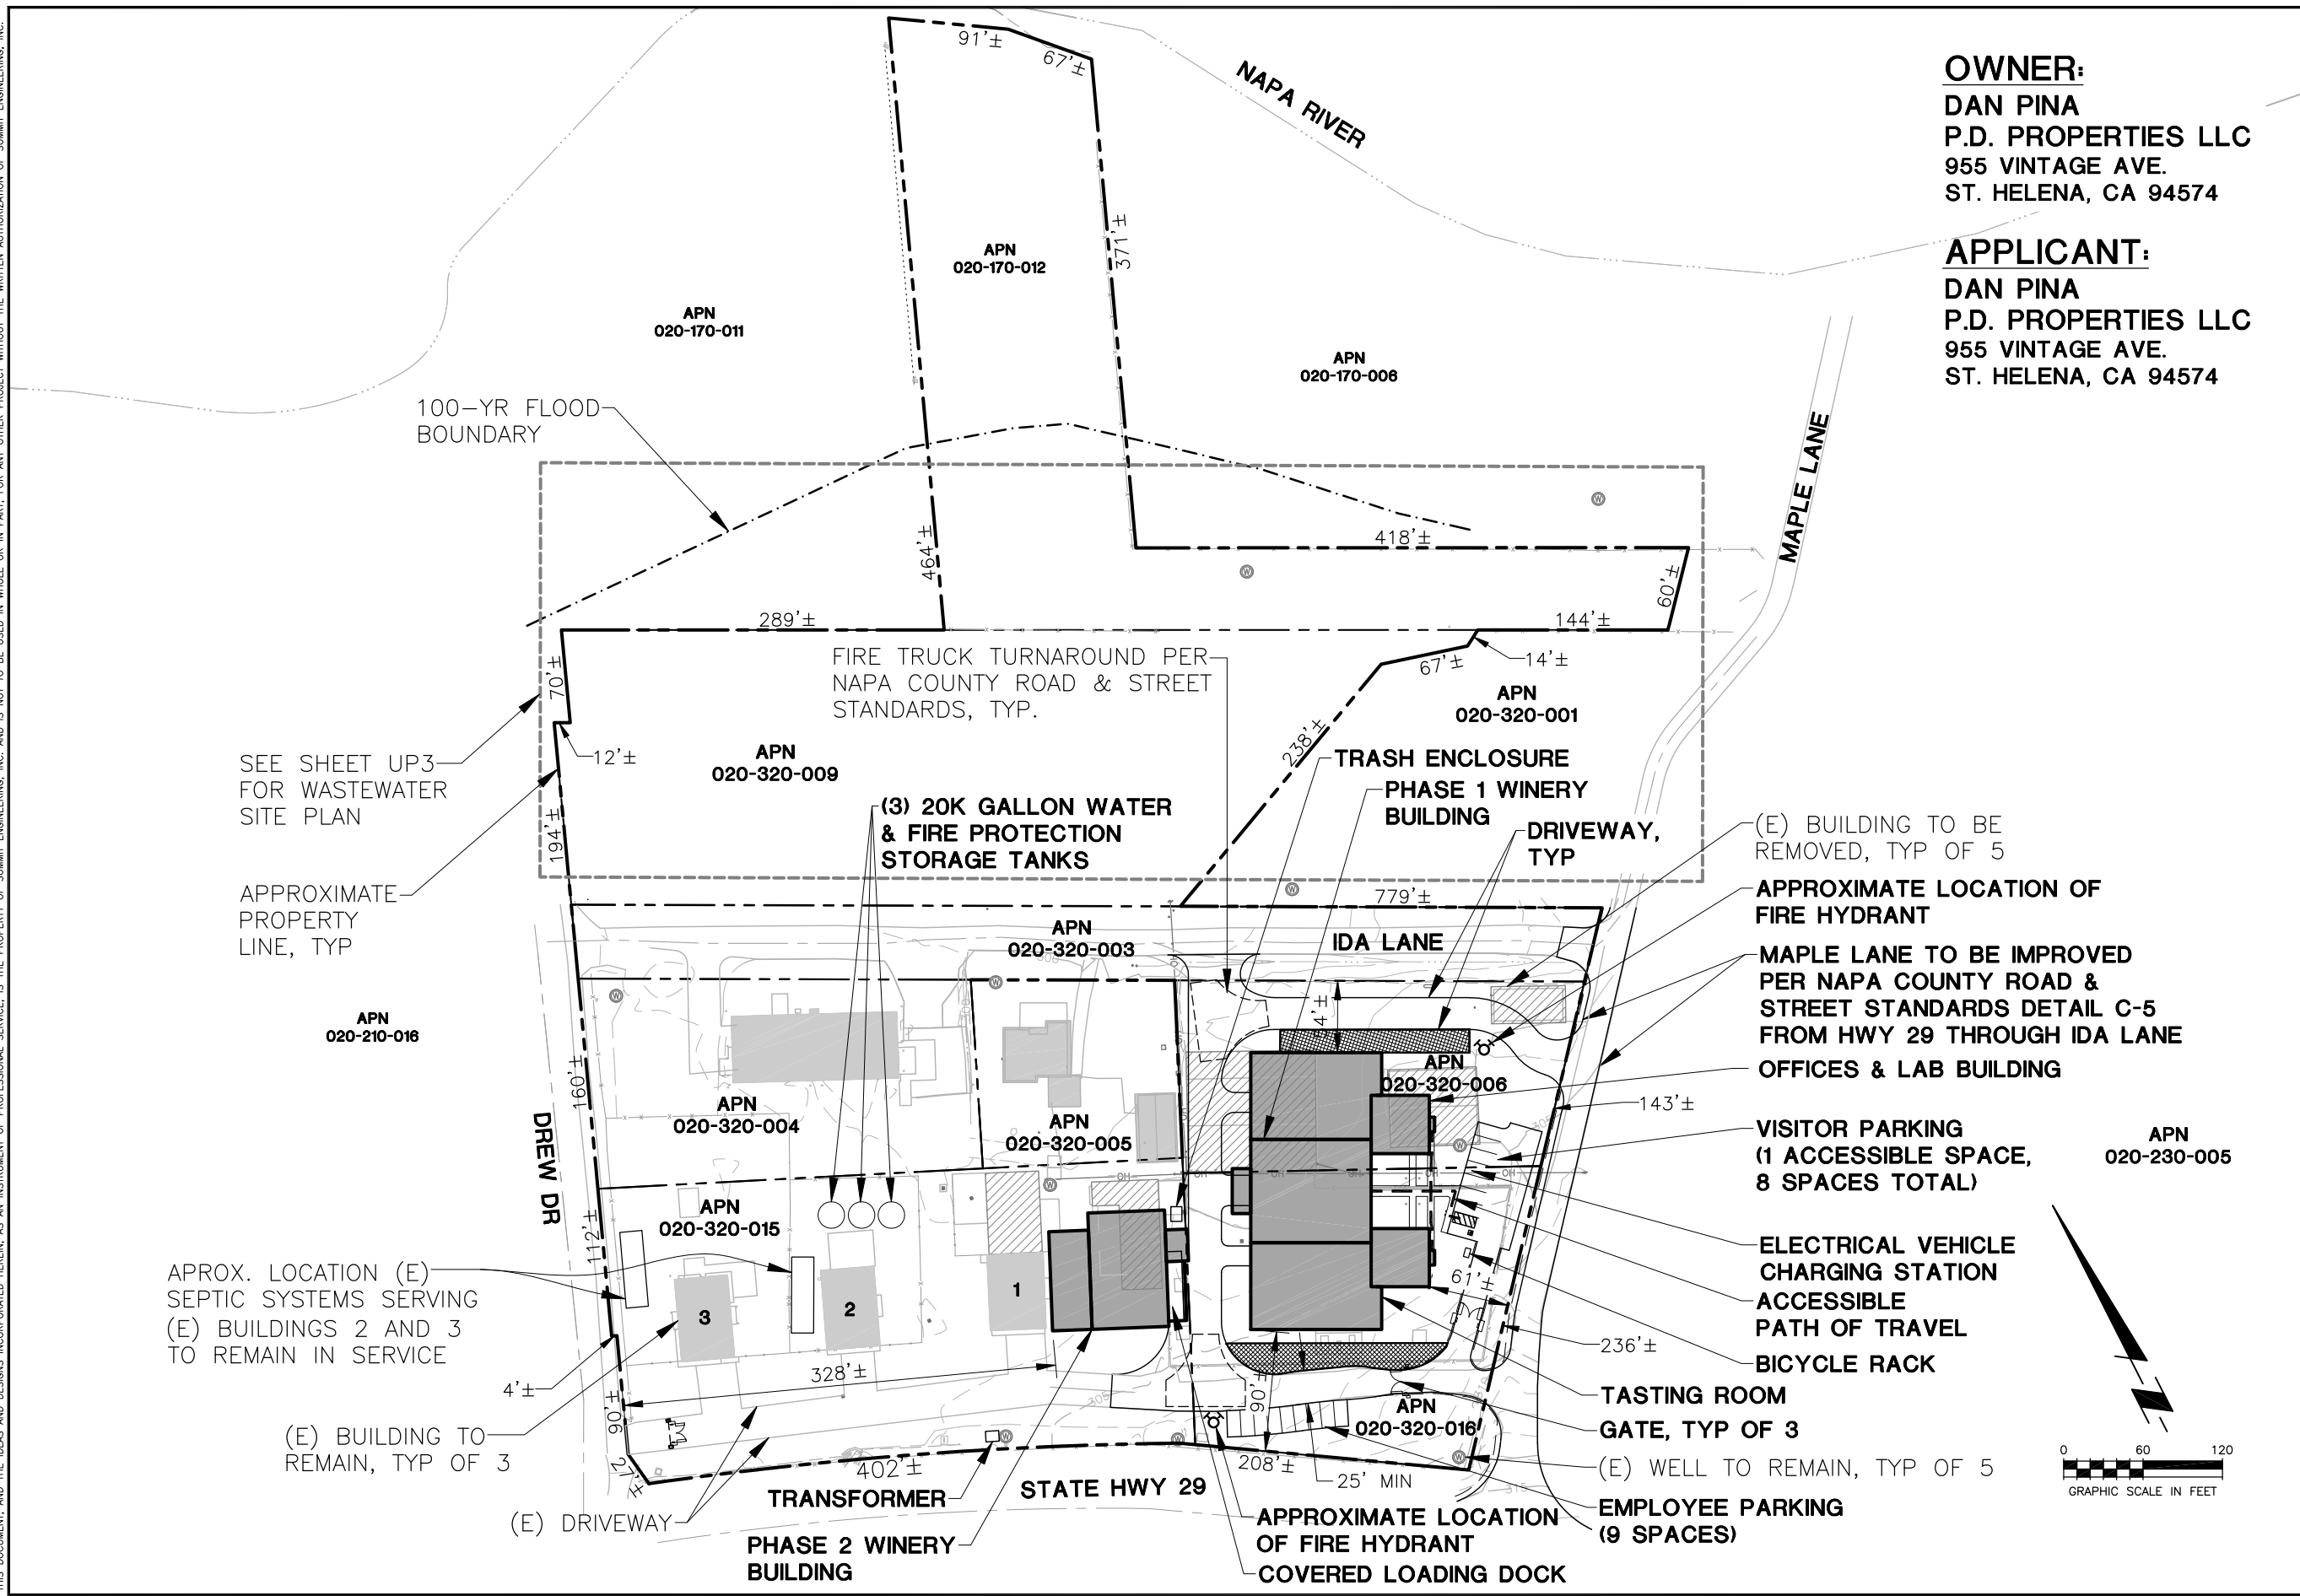 OWNER:
DAN PINA
P.D. PROPERTIES LLC
955 VINTAGE AVE.
ST. HELENA, CA 94574
APPLICANT:
DAN PINA
P.D. PROPERTIES LLC
955 VINTAGE AVE.
ST. HELENA, CA 94574
91'±
67'±
NAPA RIVER
371'±
APN
020-170-012
APN
020-170-011
APN
020-170-006
100-YR FLOOD
BOUNDARY
MAPLE LANE
464'±
418'±
60'±
289'±
144'±
14'±
67'±
70'±
FIRE TRUCK TURNAROUND PER
NAPA COUNTY ROAD & STREET
STANDARDS, TYP.
APN
020-320-001
238'±
SEE SHEET UP3
FOR WASTEWATER
SITE PLAN
12'±
APN
020-320-009
194'±
TRASH ENCLOSURE
PHASE 1 WINERY
BUILDING
(3) 20K GALLON WATER
& FIRE PROTECTION
STORAGE TANKS
DRIVEWAY,
TYP
(E) BUILDING TO BE
REMOVED, TYP OF 5
APPROXIMATE
PROPERTY
LINE, TYP
779'±
APPROXIMATE LOCATION OF
FIRE HYDRANT
APN
020-320-003
IDA LANE
MAPLE LANE TO BE IMPROVED
PER NAPA COUNTY ROAD &
STREET STANDARDS DETAIL C-5
FROM HWY 29 THROUGH IDA LANE
APN
020-210-016
APN
020-320-006
OFFICES & LAB BUILDING
160'±
143'±
DREW DR
APN
020-320-004
APN
020-320-005
VISITOR PARKING
(1 ACCESSIBLE SPACE,
8 SPACES TOTAL)
APN
020-230-005
112'±
APN
020-320-015
ELECTRICAL VEHICLE
CHARGING STATION
ACCESSIBLE
PATH OF TRAVEL
APROX. LOCATION (E)
SEPTIC SYSTEMS SERVING
(E) BUILDINGS 2 AND 3
TO REMAIN IN SERVICE
3
2
1
61'±
236'±
BICYCLE RACK
328'±
4'±
90'±
90'±
TASTING ROOM
APN
020-320-016
GATE, TYP OF 3
(E) BUILDING TO
REMAIN, TYP OF 3
27'±
402'±
208'±
25' MIN
(E) WELL TO REMAIN, TYP OF 5
0 60 120
GRAPHIC SCALE IN FEET
TRANSFORMER
STATE HWY 29
EMPLOYEE PARKING
(9 SPACES)
(E) DRIVEWAY
APPROXIMATE LOCATION
OF FIRE HYDRANT
PHASE 2 WINERY
BUILDING
COVERED LOADING DOCK